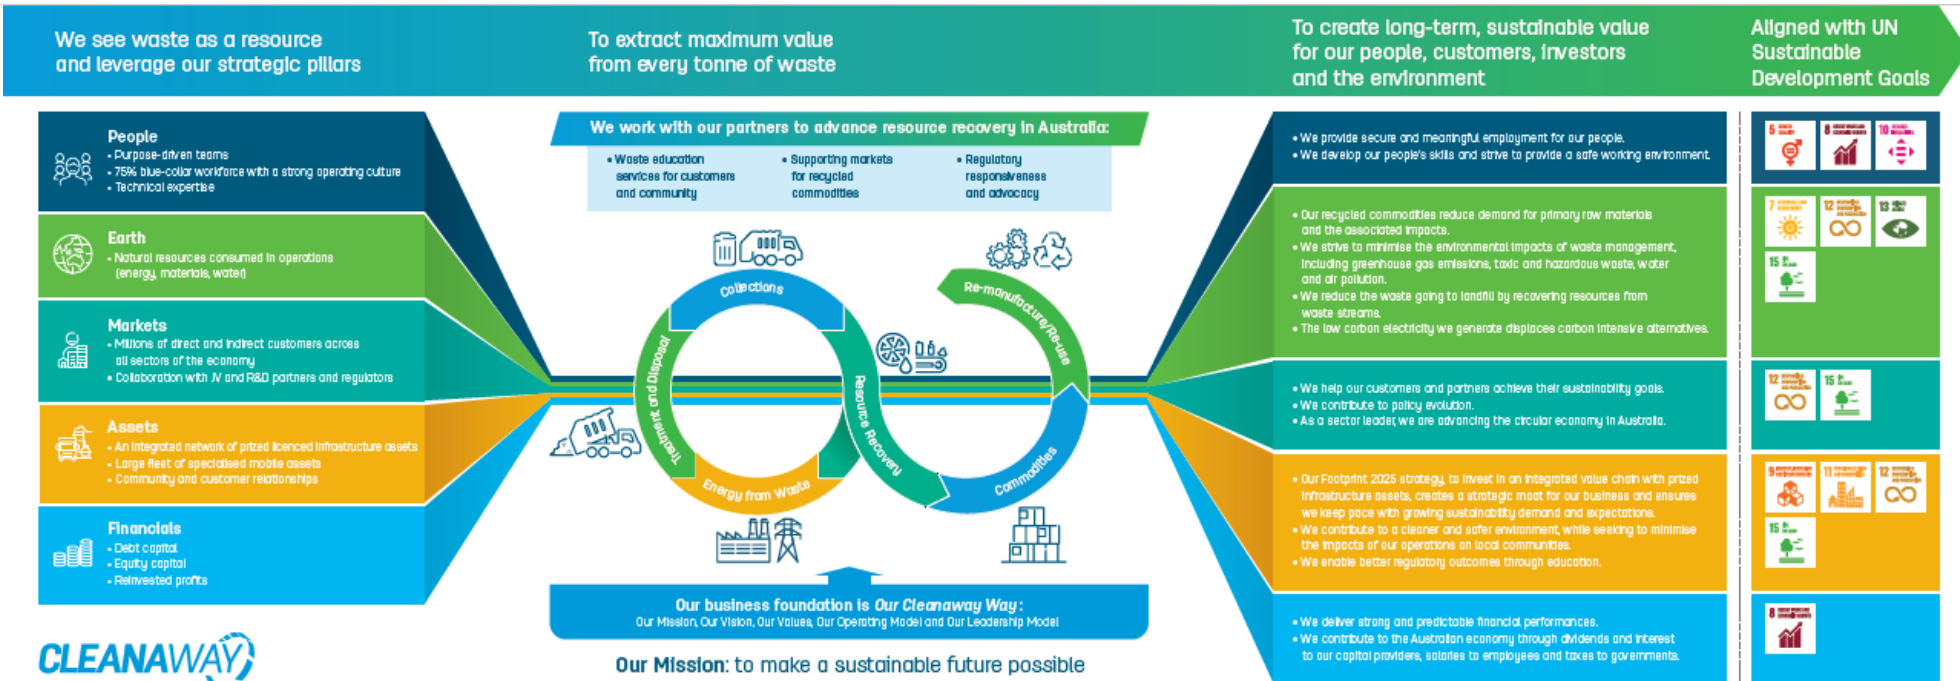 We see waste as a resource
and leverage our strategic pillars
To extract maximum value
from every tonne of waste
To create long-term, sustainable value
for our people, customers, investors
and the environment
Aligned with UN
Sustainable
Development Goals
People
• Purpose-driven teams
• 75% blue-collar workforce with a strong operating culture
• Technical expertise
Earth
• Natural resources consumed in operations
(energy, materials, water)
Markets
• Millions of direct and indirect customers across
all sectors of the economy
• Collaboration with JV and R&D partners and regulators
Assets
• An integrated network of prized licenced infrastructure assets
• Large fleet of specialised mobile assets
• Community and customer relationships
Financials
• Debt capital
• Equity capital
• Reinvested profits
CLEANAWAY
We work with our partners to advance resource recovery in Australia:
• Waste education
services for customers
and community
• Supporting markets
for recycled
commodities
• Regulatory
responsiveness
and advocacy
Collections
Treatment and Disposal
Energy from Waste
Resource Recovery
Commodities
Re-manufacture/Re-use
Our business foundation is Our Cleanaway Way:
Our Mission, Our Vision, Our Values, Our Operating Model and Our Leadership Model
Our Mission: to make a sustainable future possible
• We provide secure and meaningful employment for our people.
• We develop our people's skills and strive to provide a safe working environment.
• Our recycled commodities reduce demand for primary raw materials
and the associated impacts.
• We strive to minimise the environmental impacts of waste management,
including greenhouse gas emissions, toxic and hazardous waste, water
and air pollution.
• We reduce the waste going to landfill by recovering resources from
waste streams.
• The low carbon electricity we generate displaces carbon intensive alternatives.
• We help our customers and partners achieve their sustainability goals.
• We contribute to policy evolution.
• As a sector leader, we are advancing the circular economy in Australia.
• Our Footprint 2025 strategy, to invest in an integrated value chain with prized
infrastructure assets, creates a strategic moat for our business and ensures
we keep pace with growing sustainability demand and expectations.
• We contribute to a cleaner and safer environment, while seeking to minimise
the impacts of our operations on local communities.
• We enable better regulatory outcomes through education.
• We deliver strong and predictable financial performances.
• We contribute to the Australian economy through dividends and interest
to our capital providers, salaries to employees and taxes to governments.
5
8
10
7
12
13
15
12
15
9
11
12
15
8